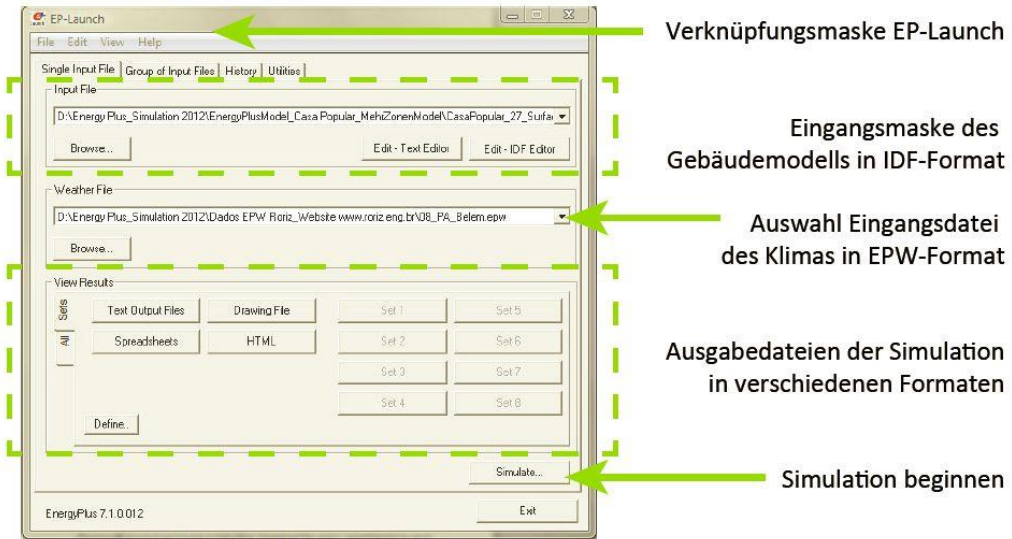 EP-Launch
File Edit View Help
Verknüpfungsmaske EP-Launch
Single Input File Group of Input Files History Utilities
Input File
D:\Energy Plus_Simulation 2012\EnergyPlusModel_Casa Popular_MehrZonenModel\CasaPopular_27_Surfac
Browse... Edit - Text Editor Edit - IDF Editor
Eingangsmaske des
Gebäudemodells in IDF-Format
Weather File
D:\Energy Plus_Simulation 2012\Dados EPW Roriz_Website www.roriz.eng.br\08_PA_Belem.epw
Browse...
Auswahl Eingangsdatei
des Klimas in EPW-Format
View Results
Sets
All
Text Output Files Drawing File Set 1 Set 5
Spreadsheets HTML Set 2 Set 6
Set 3 Set 7
Set 4 Set 8
Define..
Ausgabedateien der Simulation
in verschiedenen Formaten
Simulate...
Simulation beginnen
EnergyPlus 7.1.0.012 Exit